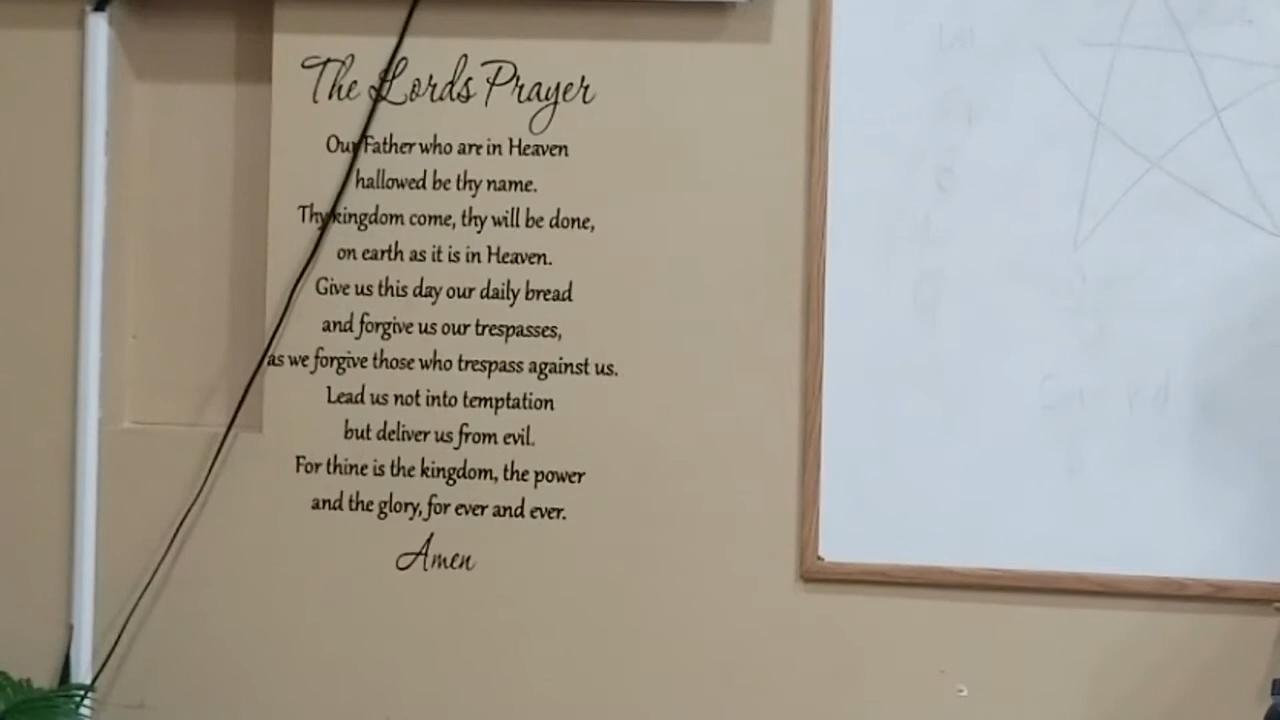 The Lords Prayer
Our Father who are in Heaven
hallowed be thy name.
Thy kingdom come, thy will be done,
on earth as it is in Heaven.
Give us this day our daily bread
and forgive us our trespasses,
as we forgive those who trespass against us.
Lead us not into temptation
but deliver us from evil.
For thine is the kingdom, the power
and the glory, for ever and ever.
Amen